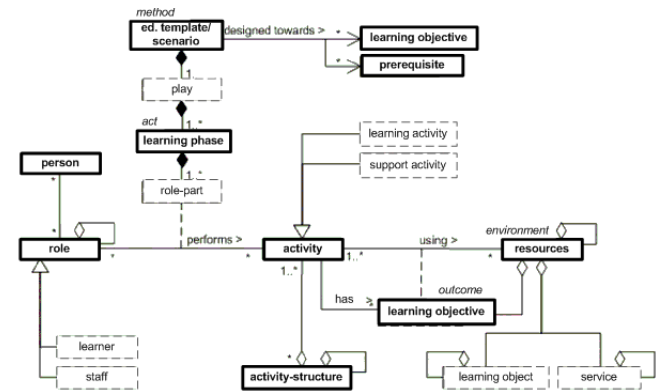 method
ed. template/
scenario
designed towards >
*
learning objective
*
prerequisite
1..
play
act
1..*
learning phase
1..*
role-part
learning activity
support activity
person
*
*
role
*
performs >
*
activity
1..*
using >
*
environment
resources
1..*
has >
*
outcome
learning objective
learner
staff
*
activity-structure
learning object
service